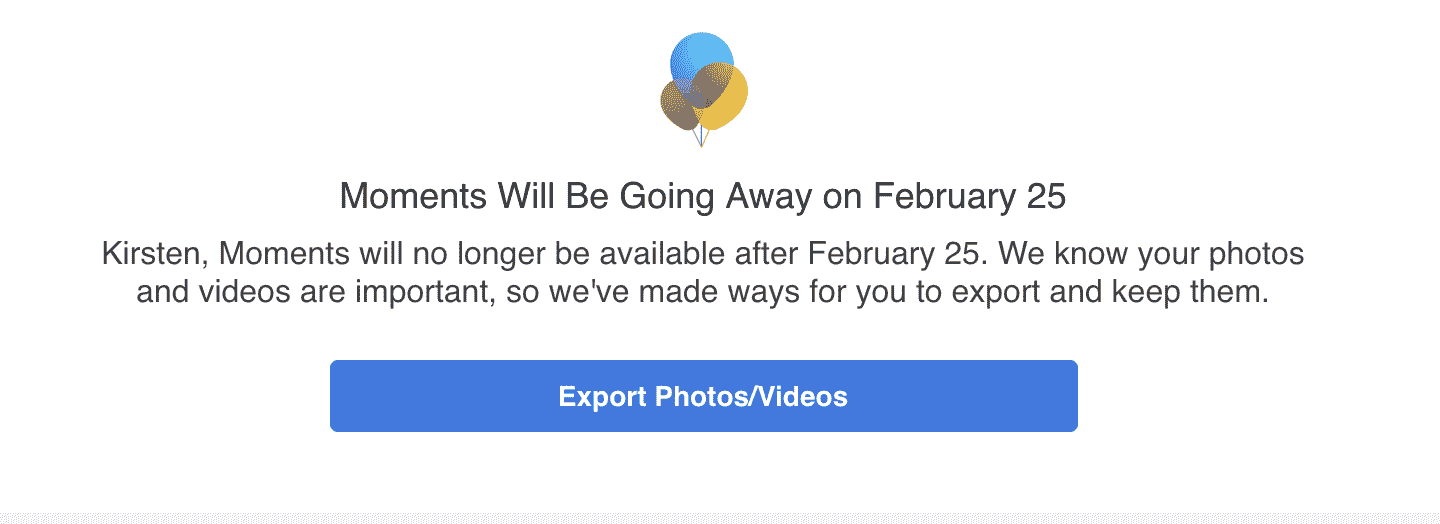 Moments Will Be Going Away on February 25
Kirsten, Moments will no longer be available after February 25. We know your photos
and videos are important, so we've made ways for you to export and keep them.
Export Photos/Videos